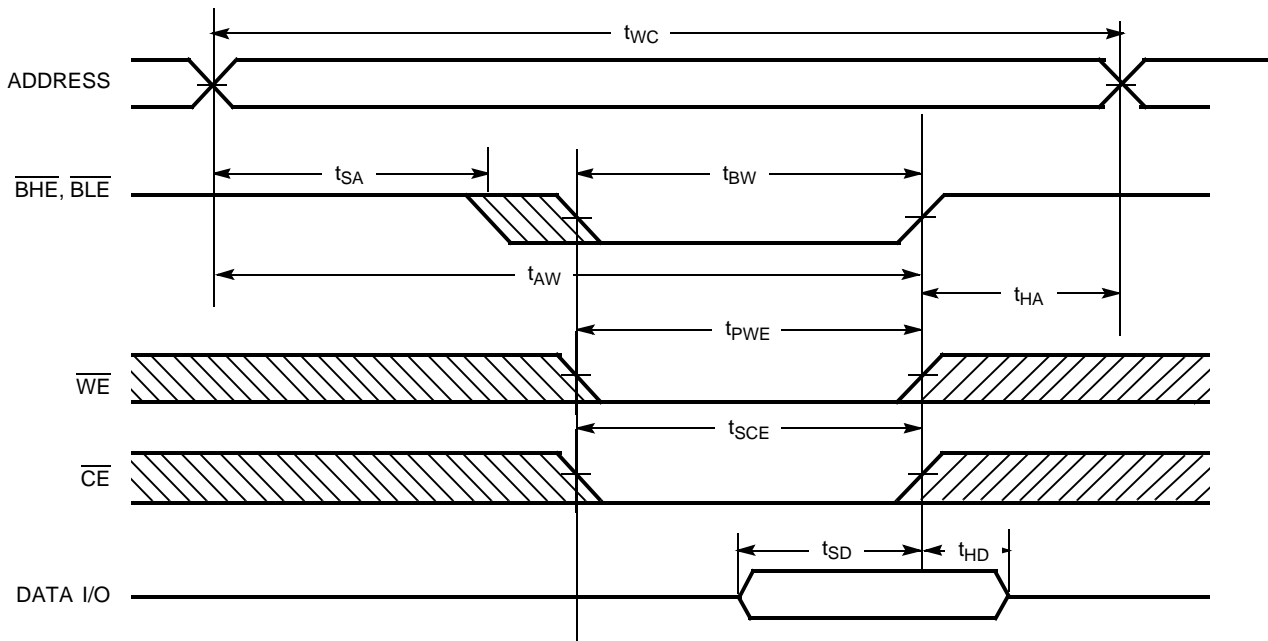 tWC
ADDRESS
tSA
tBW
BHE, BLE
tAW
tHA
tPWE
WE
tSCE
CE
tSD
tHD
DATA I/O